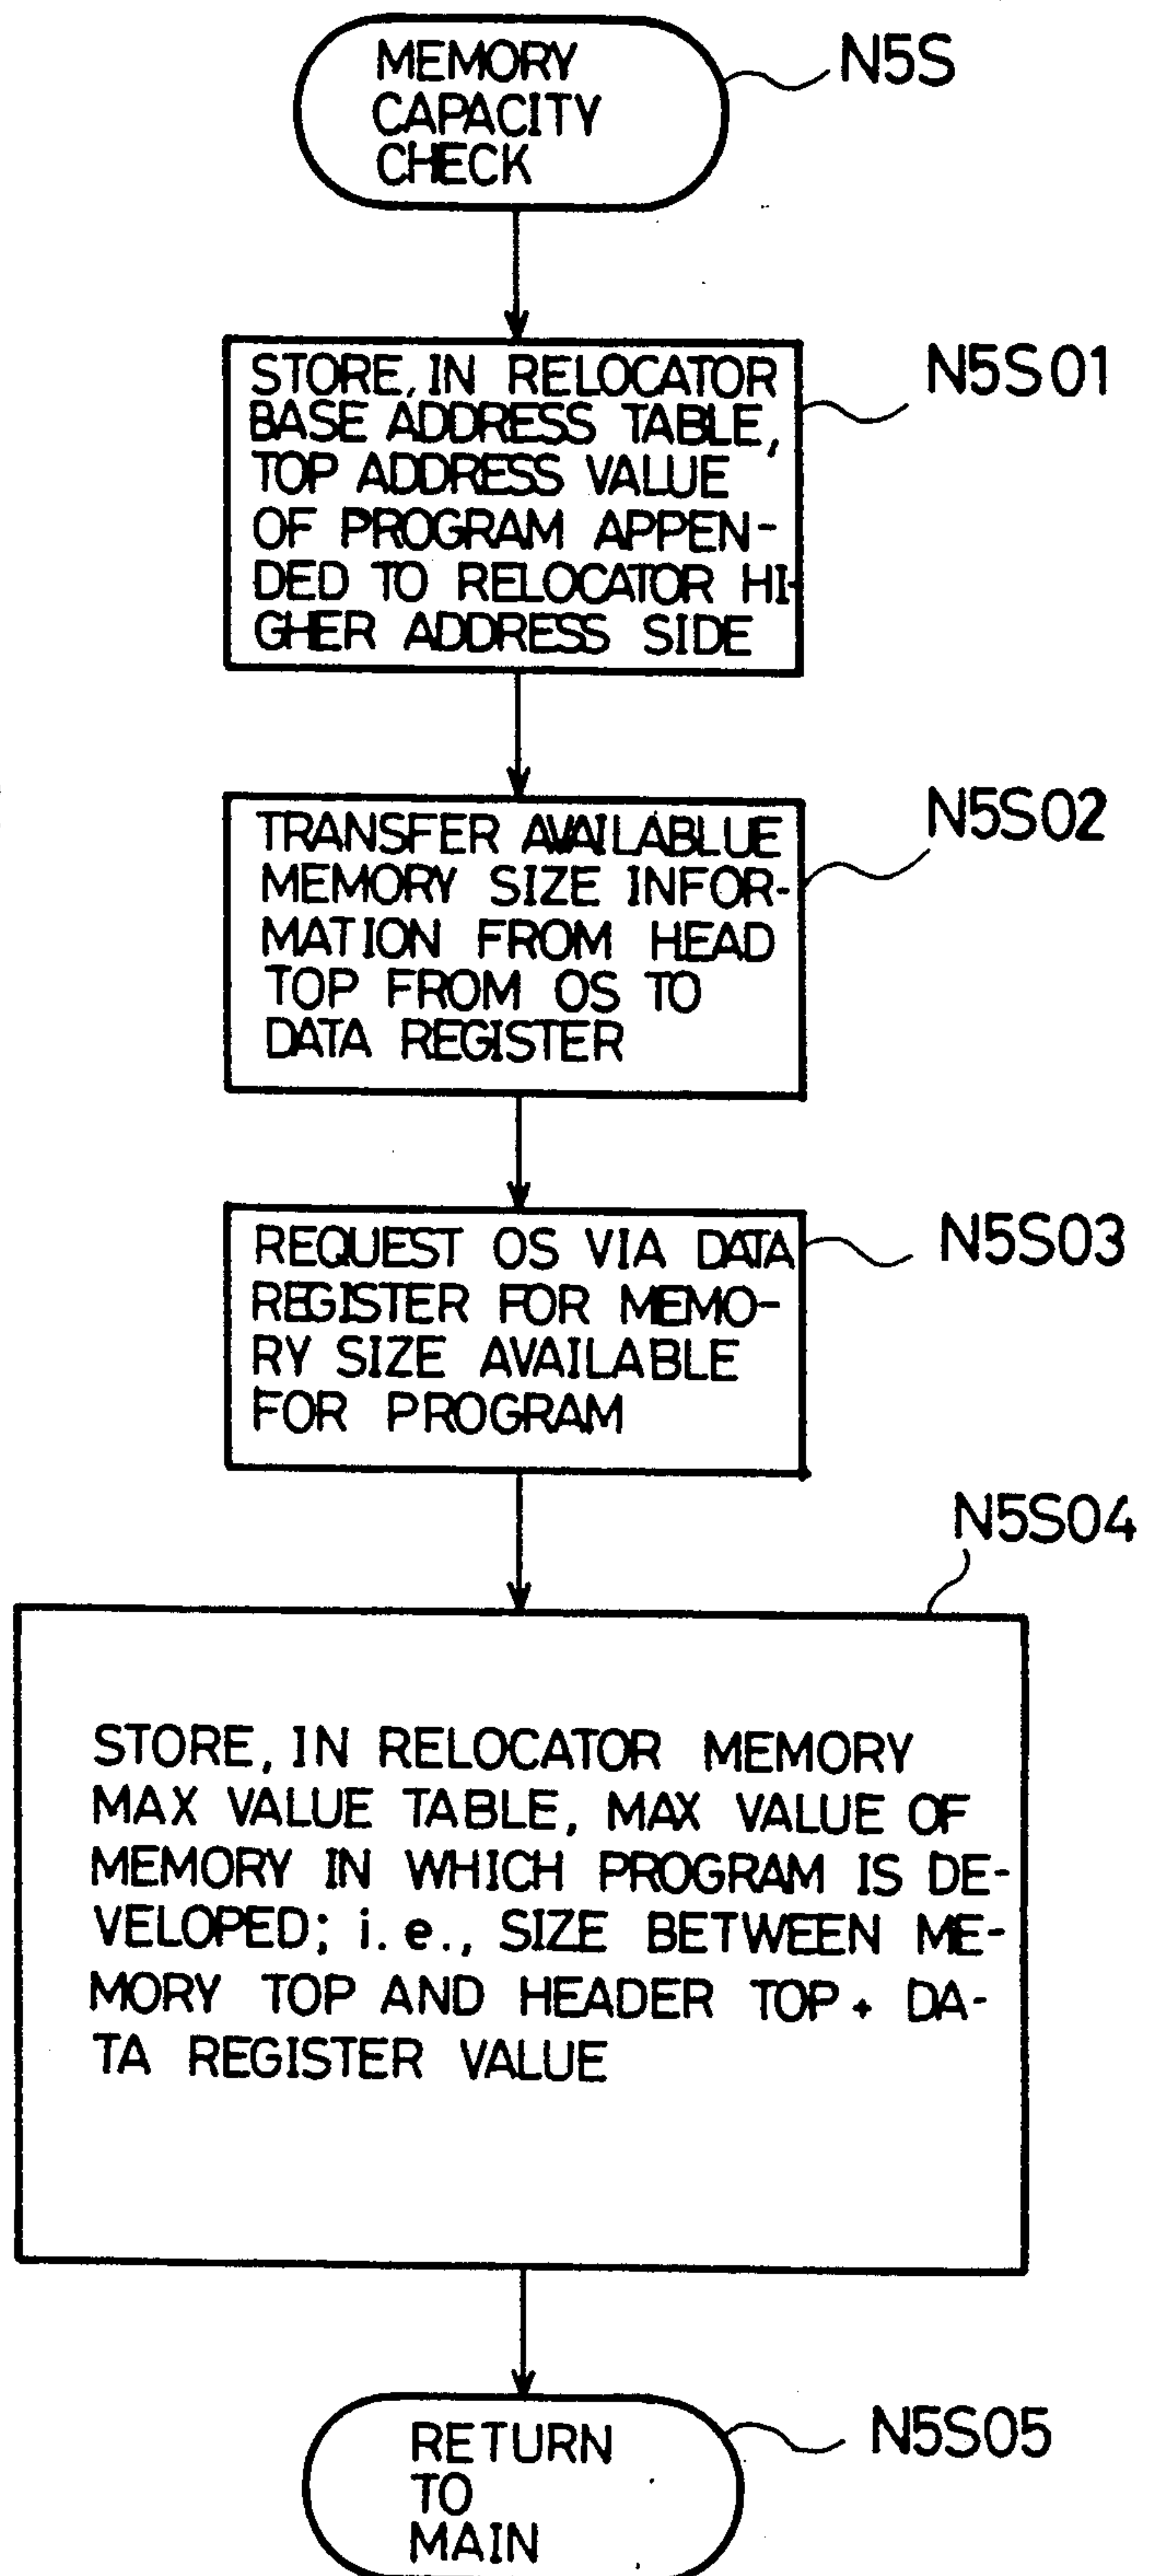 MEMORY
CAPACITY
CHECK
N5S
STORE, IN RELOCATOR
BASE ADDRESS TABLE,
TOP ADDRESS VALUE
OF PROGRAM APPEN-
DED TO RELOCATOR HI-
GHER ADDRESS SIDE
N5S01
TRANSFER AVAILABLUE
MEMORY SIZE INFOR-
MATION FROM HEAD
TOP FROM OS TO
DATA REGISTER
N5S02
REQUEST OS VIA DATA
REGISTER FOR MEMO-
RY SIZE AVAILABLE
FOR PROGRAM
N5S03
N5S04
STORE, IN RELOCATOR MEMORY
MAX VALUE TABLE, MAX VALUE OF
MEMORY IN WHICH PROGRAM IS DE-
VELOPED; i.e., SIZE BETWEEN ME-
MORY TOP AND HEADER TOP + DA-
TA REGISTER VALUE
RETURN
TO
MAIN
N5S05